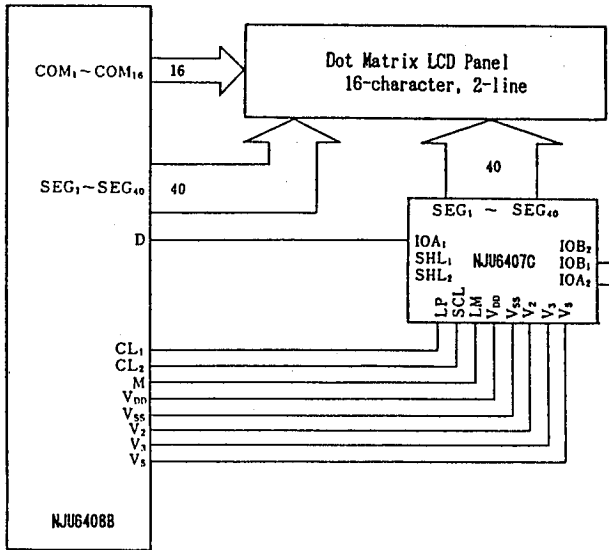 Dot Matrix LCD Panel
16-character, 2-line
COM₁~COM₁₆
16
SEG₁~SEG₄₀
40
40
SEG₁ ~ SEG₄₀
D
IOA₁
SHL₁
SHL₂
NJU6407C
IOB₂
IOB₁
IOA₂
LP
SCL
LM
V_DD
V_SS
V₂
V₃
V₅
CL₁
CL₂
M
V_DD
V_SS
V₂
V₃
V₅
NJU6408B